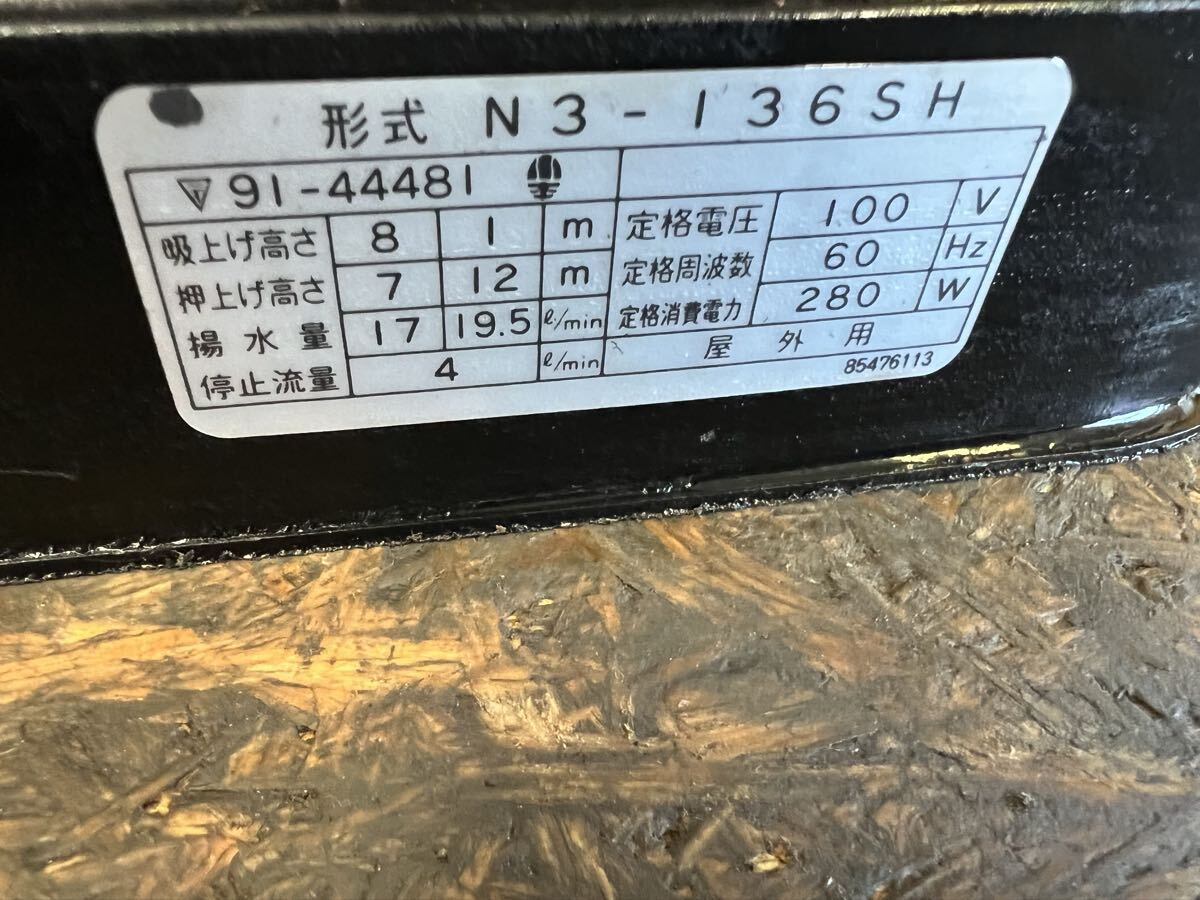 形式 N3-136SH
▽T 91-44481
吸上げ高さ 8 1 m 定格電圧 100 V
押上げ高さ 7 12 m 定格周波数 60 Hz
揚水量 17 19.5 ℓ/min 定格消費電力 280 W
停止流量 4 ℓ/min 屋外用
85476113